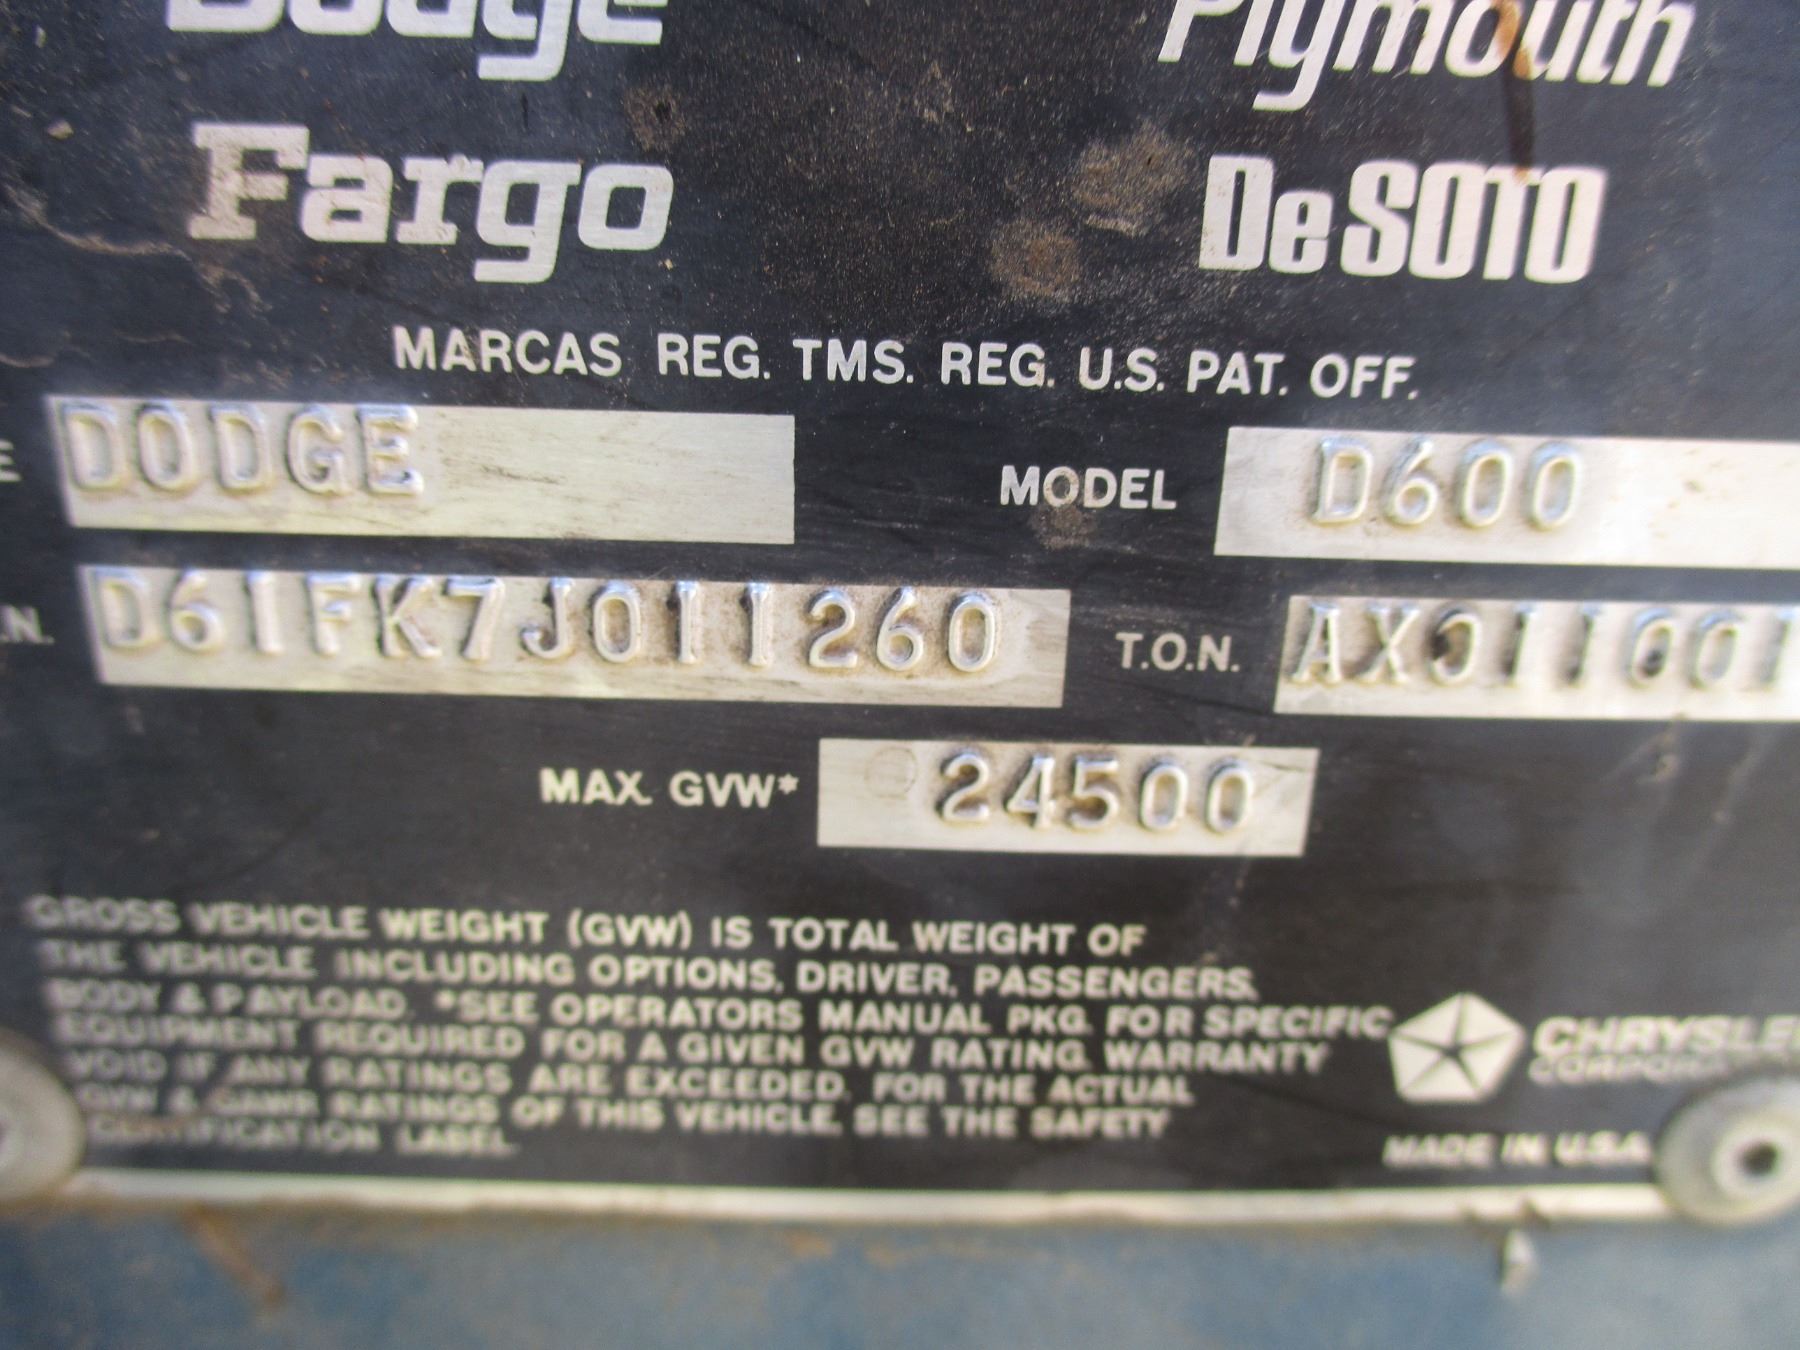 Dodge Plymouth
Fargo DeSOTO
MARCAS REG. TMS. REG. U.S. PAT. OFF.
E DODGE MODEL D600
.N. D61FK7J011260 T.O.N. AX011001
MAX. GVW* 24500
GROSS VEHICLE WEIGHT (GVW) IS TOTAL WEIGHT OF
THE VEHICLE INCLUDING OPTIONS, DRIVER, PASSENGERS,
BODY & PAYLOAD. *SEE OPERATORS MANUAL PKG. FOR SPECIFIC
EQUIPMENT REQUIRED FOR A GIVEN GVW RATING. WARRANTY
VOID IF ANY RATINGS ARE EXCEEDED. FOR THE ACTUAL
GVW & GAWR RATINGS OF THIS VEHICLE, SEE THE SAFETY
CERTIFICATION LABEL.
CHRYSLER
CORPORATION
MADE IN U.S.A.